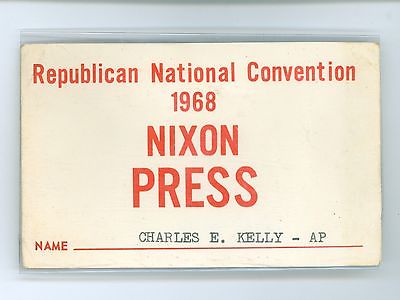 Republican National Convention
1968
NIXON
PRESS
CHARLES E. KELLY - AP
NAME